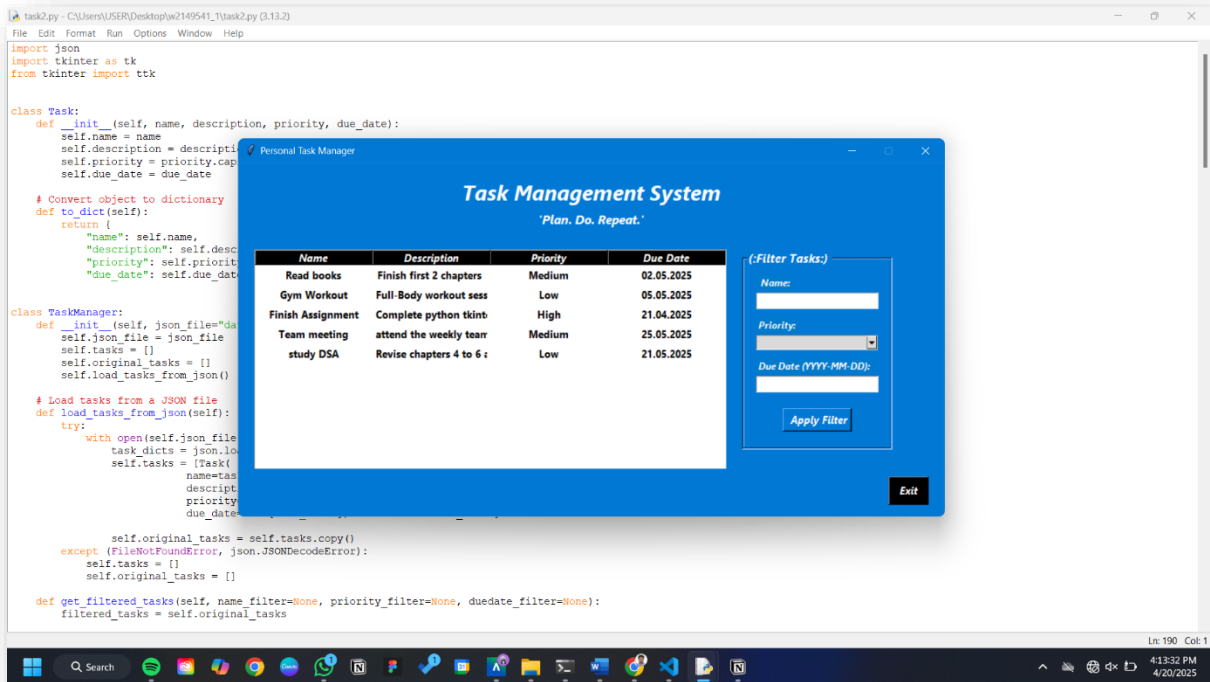 task2.py - C:\Users\USER\Desktop\w2149541_1\task2.py (3.13.2)
File Edit Format Run Options Window Help
import json
import tkinter as tk
from tkinter import ttk
class Task:
def __init__(self, name, description, priority, due_date):
self.name = name
self.description = descripti
self.priority = priority.cap
self.due_date = due_date
# Convert object to dictionary
def to_dict(self):
return {
"name": self.name,
"description": self.desc
"priority": self.priorit
"due_date": self.due_dat
class TaskManager:
def __init__(self, json_file="da
self.json_file = json_file
self.tasks = []
self.original_tasks = []
self.load_tasks_from_json()
# Load tasks from a JSON file
def load_tasks_from_json(self):
try:
with open(self.json_file
task_dicts = json.lo
self.tasks = [Task(
name=tas
descript
priority
due_date=
self.original_tasks = self.tasks.copy()
except (FileNotFoundError, json.JSONDecodeError):
self.tasks = []
self.original_tasks = []
def get_filtered_tasks(self, name_filter=None, priority_filter=None, duedate_filter=None):
filtered_tasks = self.original_tasks
Personal Task Manager
Task Management System
'Plan. Do. Repeat.'
Name Description Priority Due Date
Read books Finish first 2 chapters Medium 02.05.2025
Gym Workout Full-Body workout sess Low 05.05.2025
Finish Assignment Complete python tkint High 21.04.2025
Team meeting attend the weekly team Medium 25.05.2025
study DSA Revise chapters 4 to 6 a Low 21.05.2025
(:Filter Tasks:)
Name:
Priority:
Due Date (YYYY-MM-DD):
Apply Filter
Exit
Ln: 190 Col: 1
Search
1
1
4:13:32 PM
4/20/2025